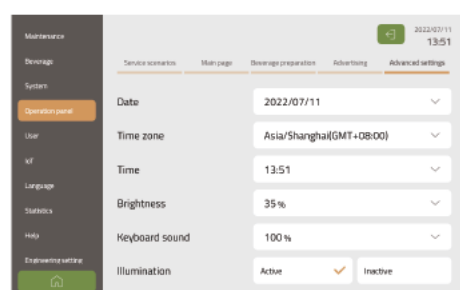 2022/07/11
13:51
Maintenance
Beverage
System
Operation panel
User
IoT
Language
Statistics
Help
Engineering setting
Service scenarios Main page Beverage preparation Advertising Advanced settings
Date 2022/07/11
Time zone Asia/Shanghai(GMT+08:00)
Time 13:51
Brightness 35 %
Keyboard sound 100 %
Illumination Active Inactive